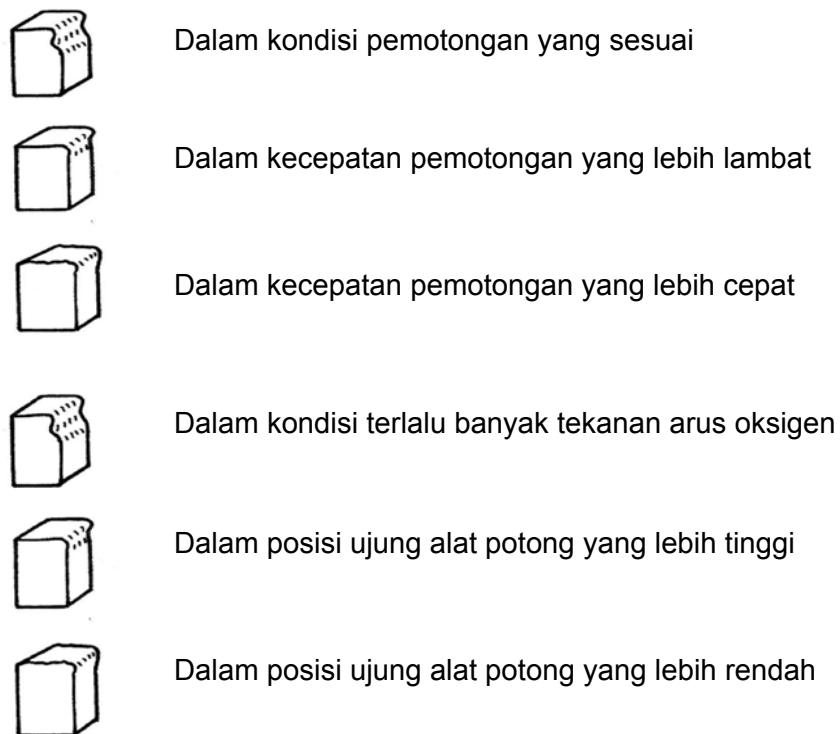 Dalam kondisi pemotongan yang sesuai
Dalam kecepatan pemotongan yang lebih lambat
Dalam kecepatan pemotongan yang lebih cepat
Dalam kondisi terlalu banyak tekanan arus oksigen
Dalam posisi ujung alat potong yang lebih tinggi
Dalam posisi ujung alat potong yang lebih rendah